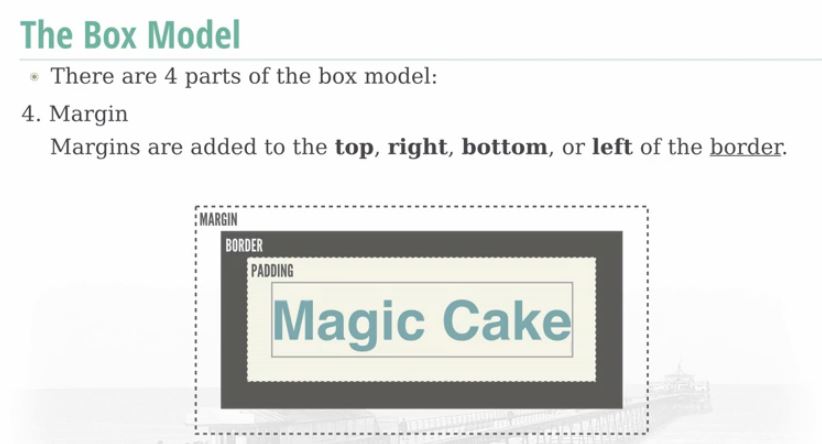 The Box Model
There are 4 parts of the box model:
4. Margin
Margins are added to the top, right, bottom, or left of the border.
MARGIN
BORDER
PADDING
Magic Cake